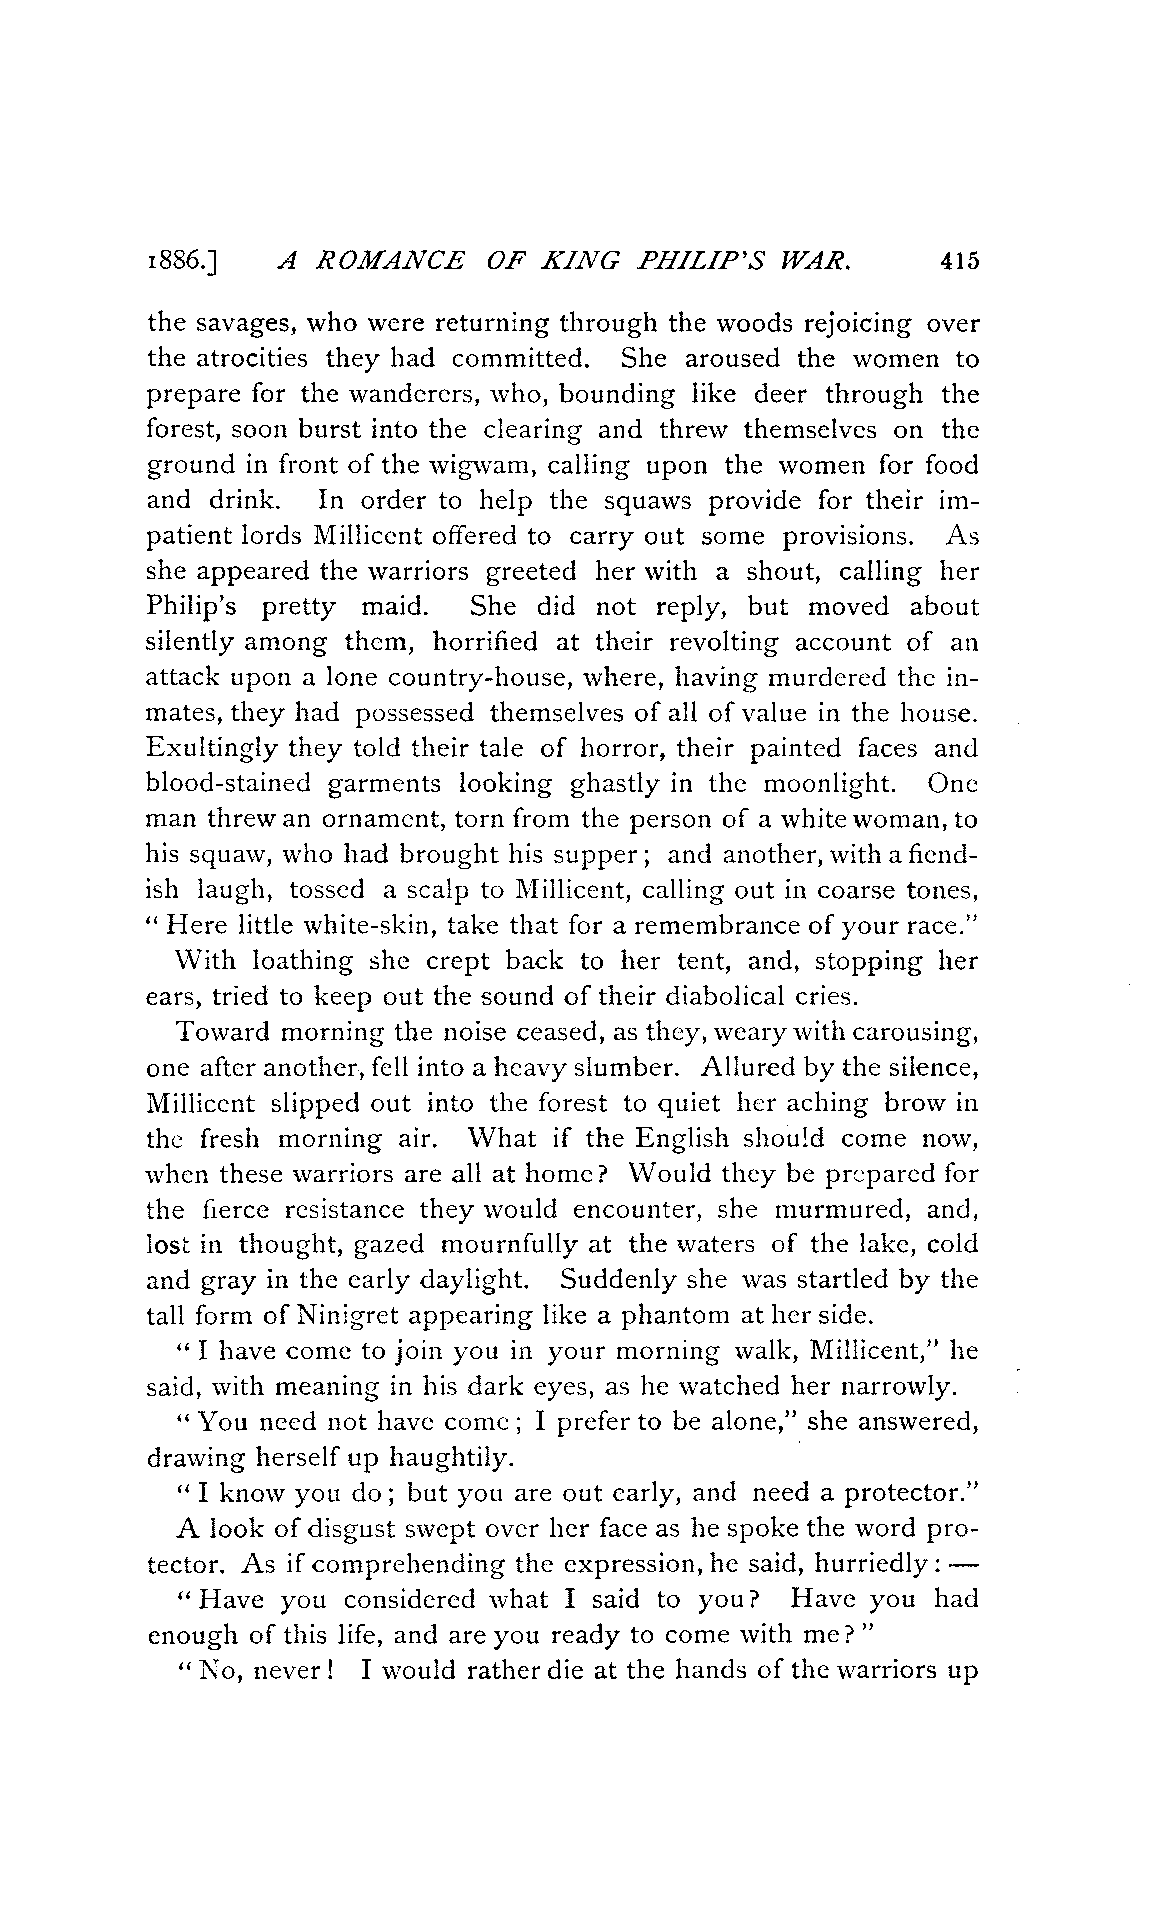 1886.] A ROMANCE OF KING PHILIP'S WAR. 415
the savages, who were returning through the woods rejoicing over
the atrocities they had committed. She aroused the women to
prepare for the wanderers, who, bounding like deer through the
forest, soon burst into the clearing and threw themselves on the
ground in front of the wigwam, calling upon the women for food
and drink. In order to help the squaws provide for their im-
patient lords Millicent offered to carry out some provisions. As
she appeared the warriors greeted her with a shout, calling her
Philip's pretty maid. She did not reply, but moved about
silently among them, horrified at their revolting account of an
attack upon a lone country-house, where, having murdered the in-
mates, they had possessed themselves of all of value in the house.
Exultingly they told their tale of horror, their painted faces and
blood-stained garments looking ghastly in the moonlight. One
man threw an ornament, torn from the person of a white woman, to
his squaw, who had brought his supper; and another, with a fiend-
ish laugh, tossed a scalp to Millicent, calling out in coarse tones,
"Here little white-skin, take that for a remembrance of your race."
With loathing she crept back to her tent, and, stopping her
ears, tried to keep out the sound of their diabolical cries.
Toward morning the noise ceased, as they, weary with carousing,
one after another, fell into a heavy slumber. Allured by the silence,
Millicent slipped out into the forest to quiet her aching brow in
the fresh morning air. What if the English should come now,
when these warriors are all at home? Would they be prepared for
the fierce resistance they would encounter, she murmured, and,
lost in thought, gazed mournfully at the waters of the lake, cold
and gray in the early daylight. Suddenly she was startled by the
tall form of Ninigret appearing like a phantom at her side.
"I have come to join you in your morning walk, Millicent," he
said, with meaning in his dark eyes, as he watched her narrowly.
"You need not have come; I prefer to be alone," she answered,
drawing herself up haughtily.
"I know you do; but you are out early, and need a protector."
A look of disgust swept over her face as he spoke the word pro-
tector. As if comprehending the expression, he said, hurriedly: —
"Have you considered what I said to you? Have you had
enough of this life, and are you ready to come with me?"
"No, never! I would rather die at the hands of the warriors up